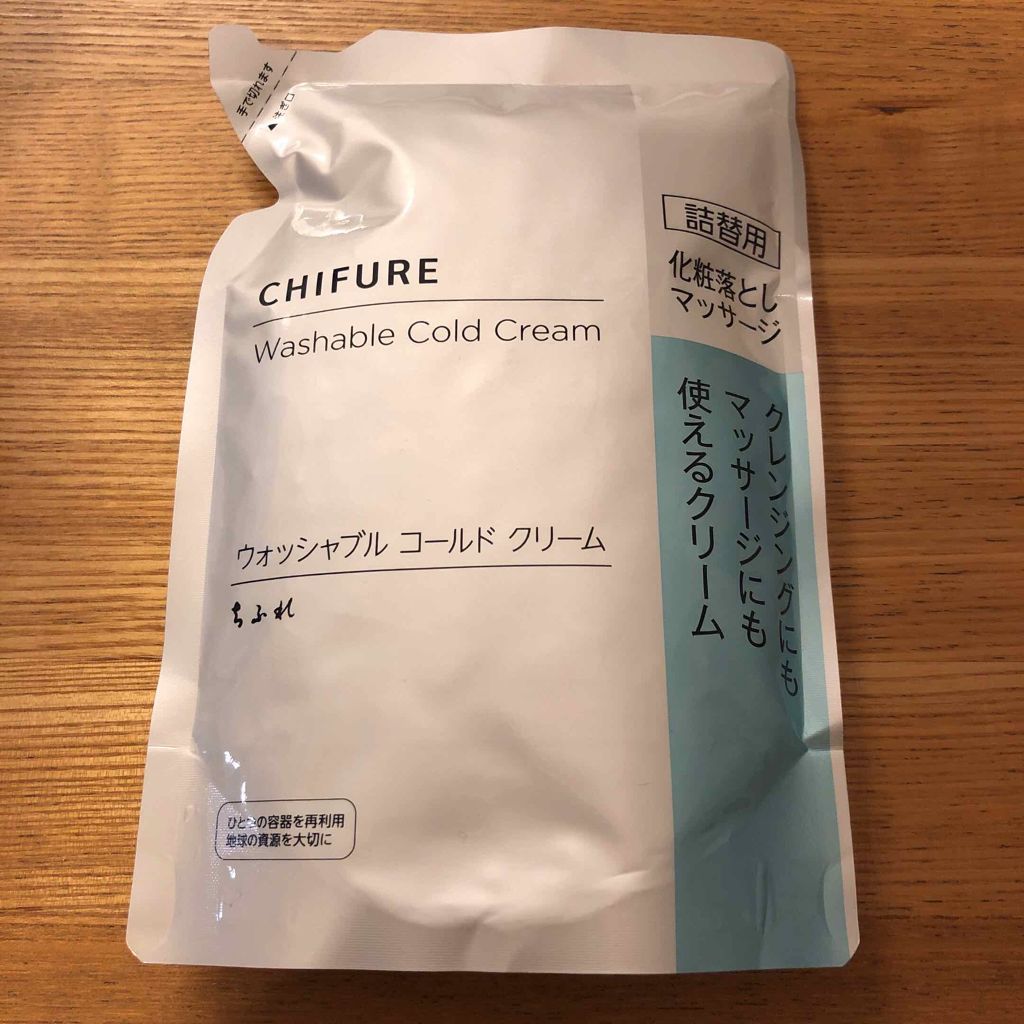 手で切れます
▲注ぎ口
CHIFURE
Washable Cold Cream
ウォッシャブル コールド クリーム
ちふれ
ひとつの容器を再利用
地球の資源を大切に
詰替用
化粧落とし
マッサージ
クレンジングにも
マッサージにも
使えるクリーム